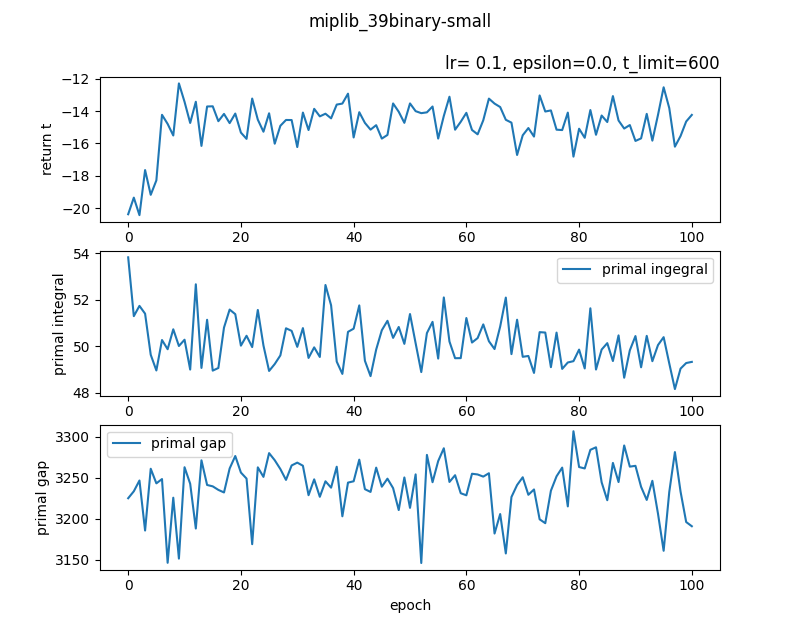 miplib_39binary-small
lr= 0.1, epsilon=0.0, t_limit=600
−12
−14
−16
−18
−20
return t
0 20 40 60 80 100
54
52
50
48
primal integral
primal ingegral
0 20 40 60 80 100
3300
3250
3200
3150
primal gap
primal gap
0 20 40 60 80 100
epoch